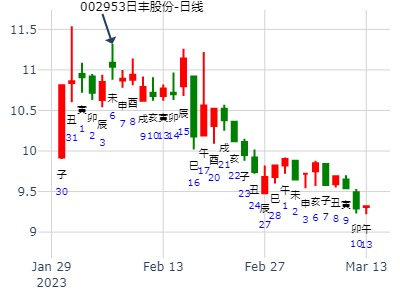 002953日丰股份-日线
11.5
11
10.5
10
9.5
9
子 30
丑 31
寅 1
卯 2
辰 3
未 6
申 7
酉 8
戌 9
亥 10
寅 13
卯 14
辰 15
巳 16
午 17
酉 20
戌 21
亥 22
子 23
丑 24
辰 27
巳 28
午 1
未 2
申 3
亥 6
子 7
丑 8
寅 9
卯 10
午 13
Jan 29
2023
Feb 13
Feb 27
Mar 13